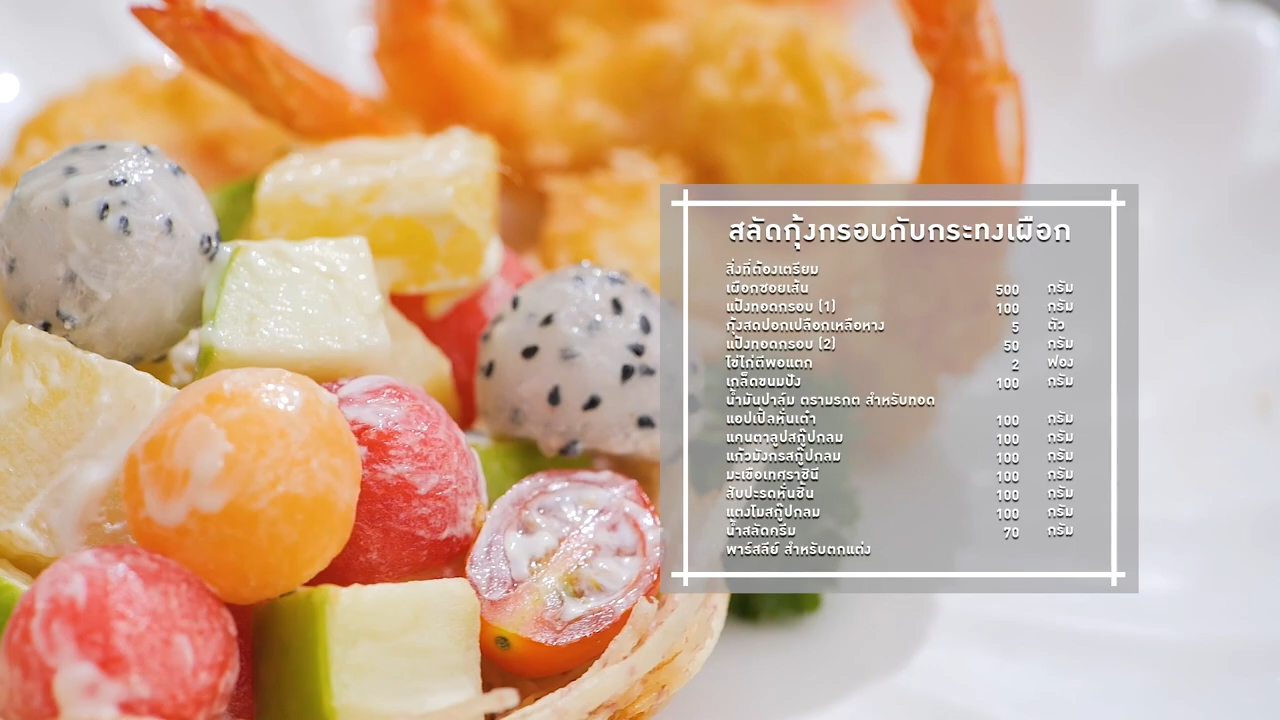 สลัดกุ้งกรอบกับกระทงเผือก
สิ่งที่ต้องเตรียม
เผือกซอยเส้น 500 กรัม
แป้งทอดกรอบ (1) 100 กรัม
กุ้งสดปอกเปลือกเหลือหาง 5 ตัว
แป้งทอดกรอบ (2) 50 กรัม
ไข่ไก่ตีพอแตก 2 ฟอง
เกล็ดขนมปัง 100 กรัม
น้ำมันปาล์ม ตรามรกต สำหรับทอด
แอปเปิ้ลหั่นเต๋า 100 กรัม
แคนตาลูปสกู๊ปกลม 100 กรัม
แก้วมังกรสกู๊ปกลม 100 กรัม
มะเขือเทศราชินี 100 กรัม
สับปะรดหั่นชิ้น 100 กรัม
แตงโมสกู๊ปกลม 100 กรัม
น้ำสลัดครีม 70 กรัม
พาร์สลีย์ สำหรับตกแต่ง